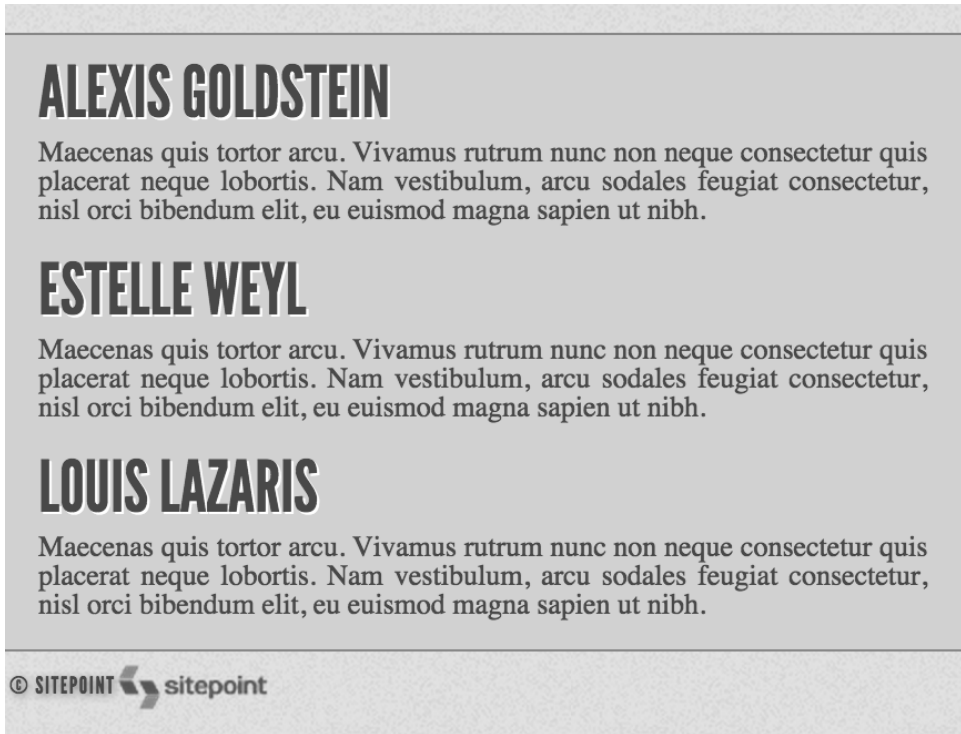 ALEXIS GOLDSTEIN
Maecenas quis tortor arcu. Vivamus rutrum nunc non neque consectetur quis
placerat neque lobortis. Nam vestibulum, arcu sodales feugiat consectetur,
nisl orci bibendum elit, eu euismod magna sapien ut nibh.
ESTELLE WEYL
Maecenas quis tortor arcu. Vivamus rutrum nunc non neque consectetur quis
placerat neque lobortis. Nam vestibulum, arcu sodales feugiat consectetur,
nisl orci bibendum elit, eu euismod magna sapien ut nibh.
LOUIS LAZARIS
Maecenas quis tortor arcu. Vivamus rutrum nunc non neque consectetur quis
placerat neque lobortis. Nam vestibulum, arcu sodales feugiat consectetur,
nisl orci bibendum elit, eu euismod magna sapien ut nibh.
© SITEPOINT sitepoint